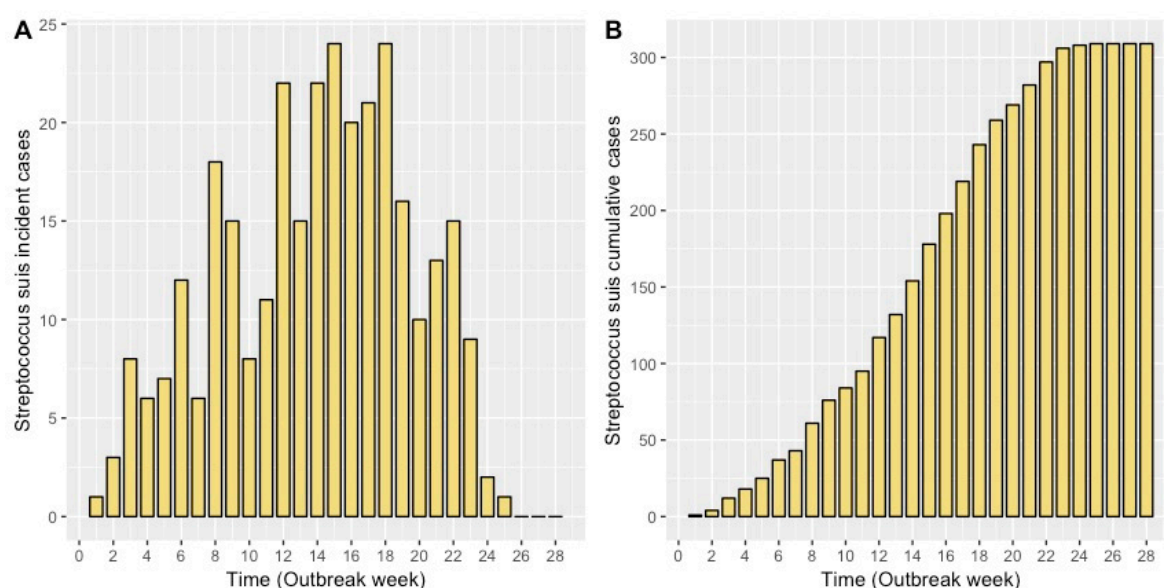 A
Streptococcus suis incident cases
25
20
15
10
5
0
0 2 4 6 8 10 12 14 16 18 20 22 24 26 28
Time (Outbreak week)
B
Streptococcus suis cumulative cases
300
250
200
150
100
50
0
0 2 4 6 8 10 12 14 16 18 20 22 24 26 28
Time (Outbreak week)